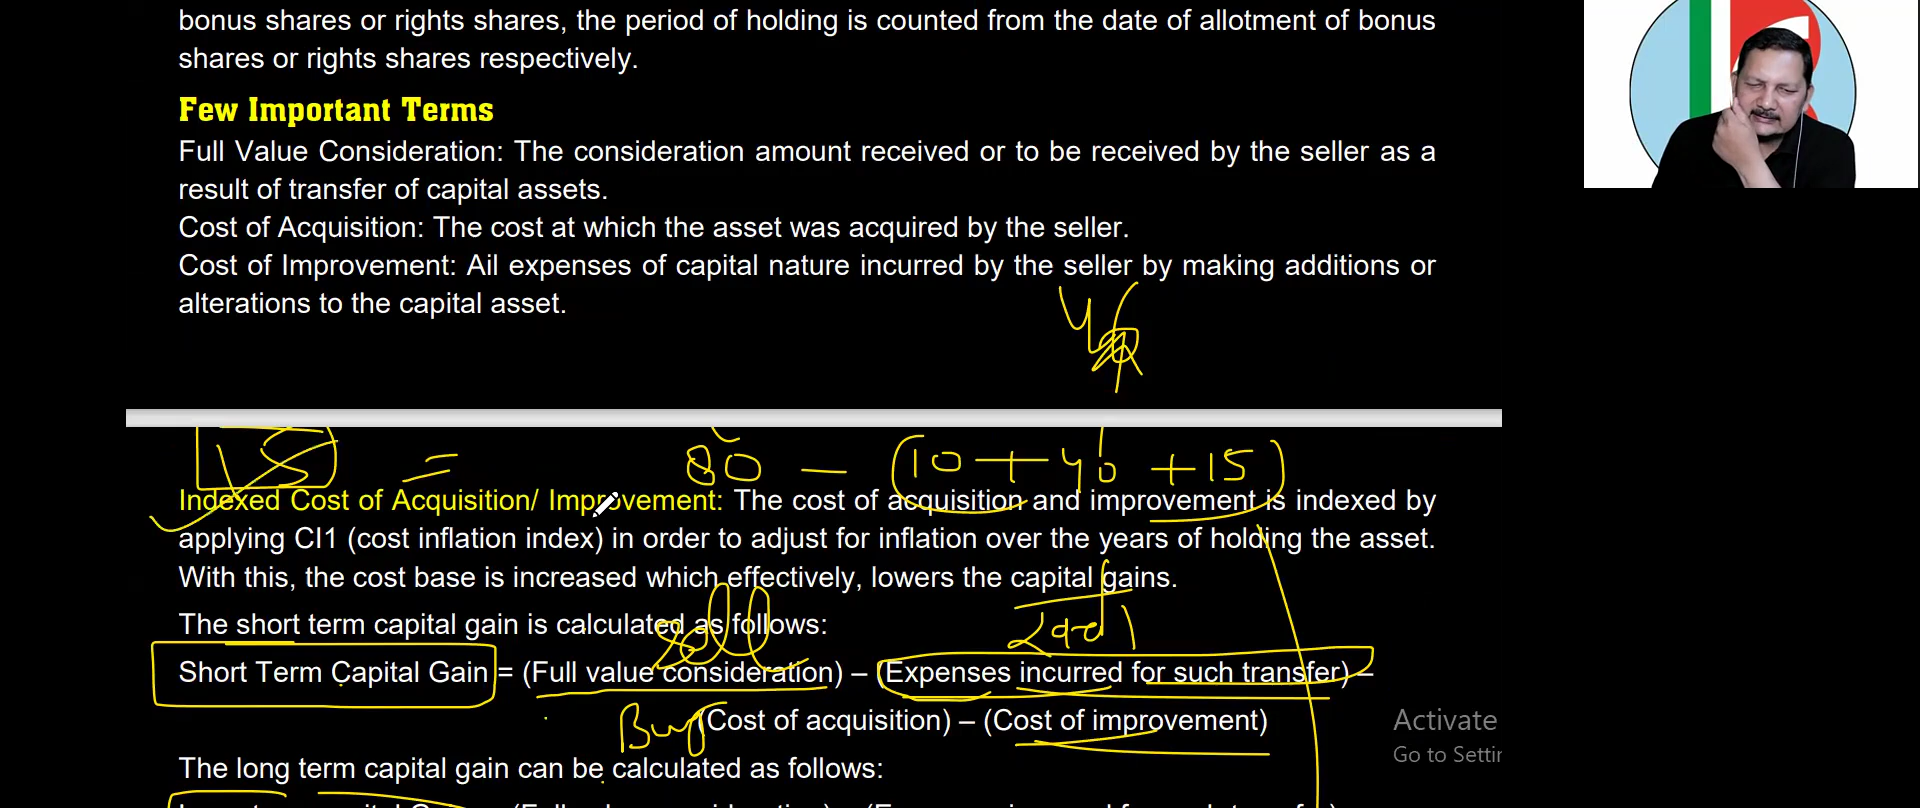 bonus shares or rights shares, the period of holding is counted from the date of allotment of bonus
shares or rights shares respectively.
Few Important Terms
Full Value Consideration: The consideration amount received or to be received by the seller as a
result of transfer of capital assets.
Cost of Acquisition: The cost at which the asset was acquired by the seller.
Cost of Improvement: Ail expenses of capital nature incurred by the seller by making additions or
alterations to the capital asset.
15 = 80 – (10 + 40 + 15)
Indexed Cost of Acquisition/ Improvement: The cost of acquisition and improvement is indexed by
applying CI1 (cost inflation index) in order to adjust for inflation over the years of holding the asset.
With this, the cost base is increased which effectively, lowers the capital gains.
The short term capital gain is calculated as follows:
Sell
Short Term Capital Gain = (Full value consideration) – (Expenses incurred for such transfer) –
Buy (Cost of acquisition) – (Cost of improvement)
The long term capital gain can be calculated as follows:
Activate
Go to Settin